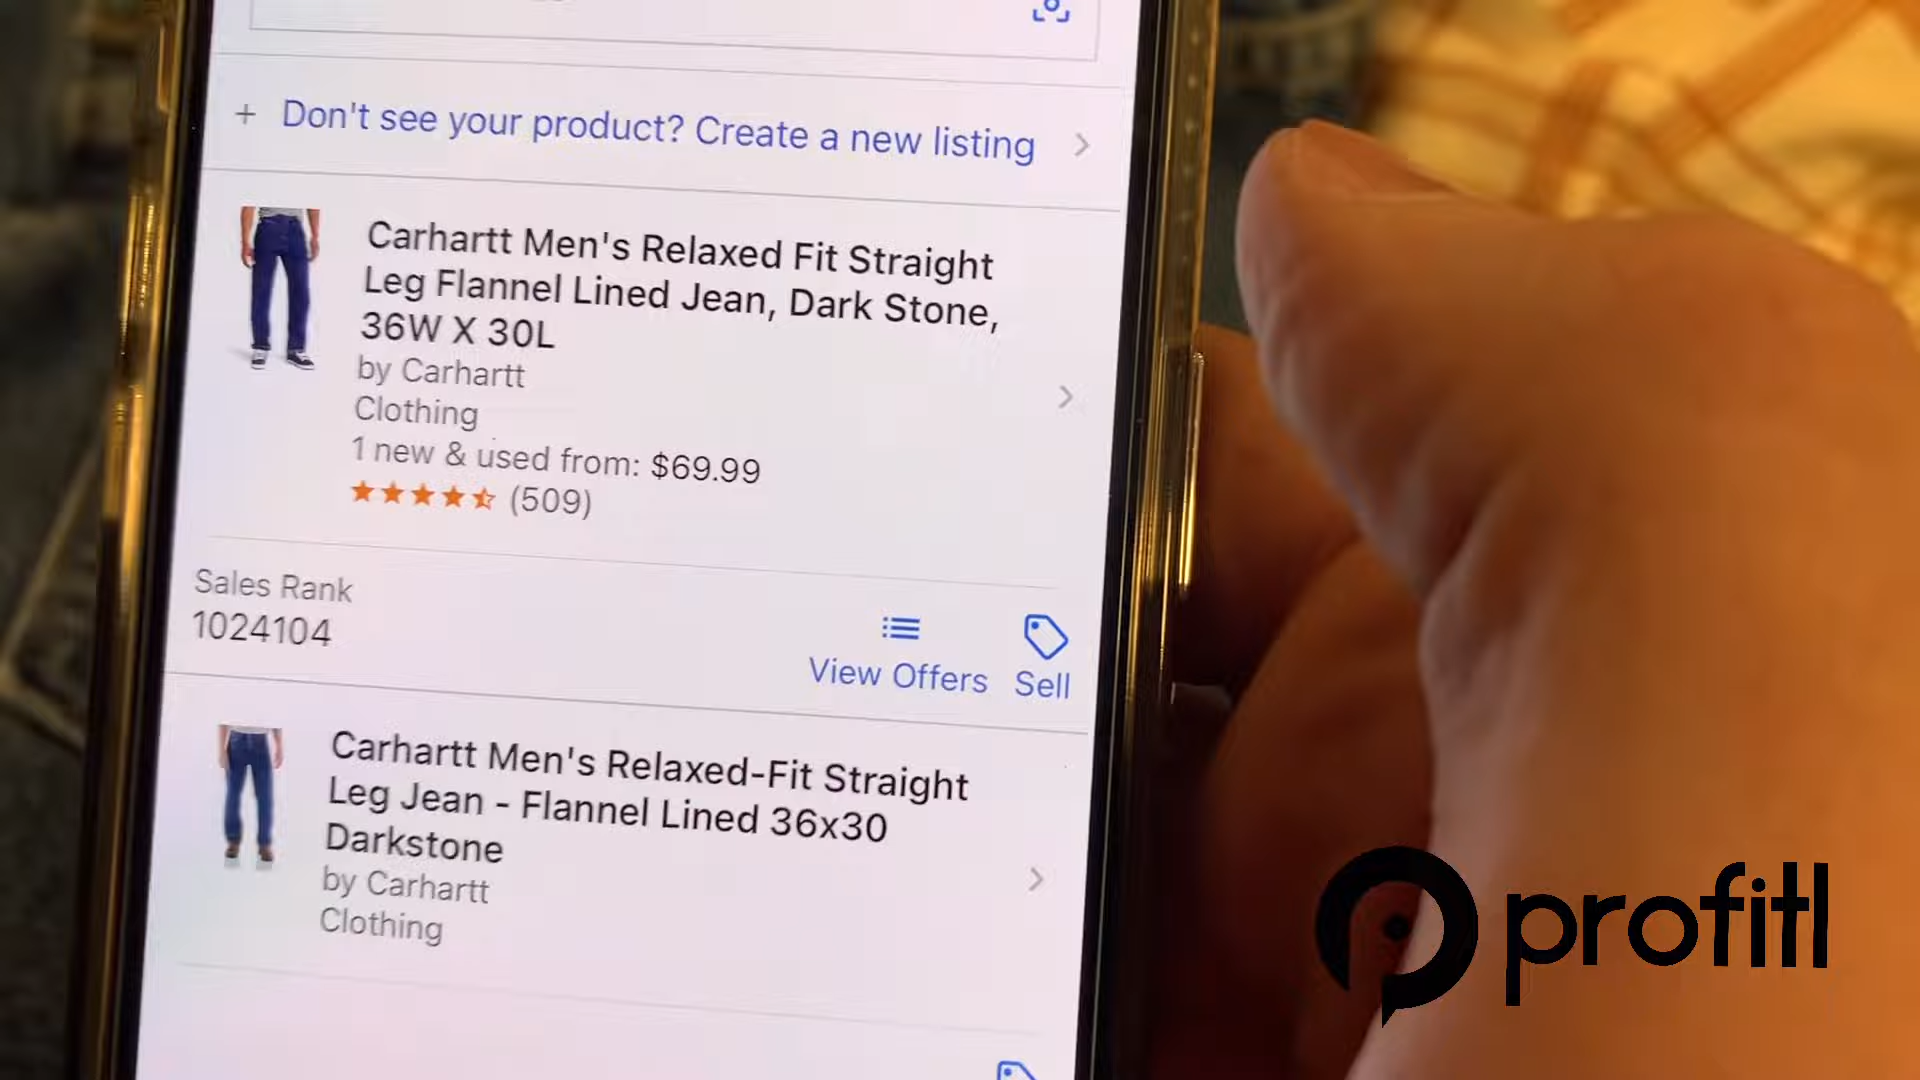 + Don't see your product? Create a new listing >
Carhartt Men's Relaxed Fit Straight
Leg Flannel Lined Jean, Dark Stone,
36W X 30L
by Carhartt
Clothing
1 new & used from: $69.99
(509)
Sales Rank
1024104
View Offers
Sell
Carhartt Men's Relaxed-Fit Straight
Leg Jean - Flannel Lined 36x30
Darkstone
by Carhartt
Clothing
profitl